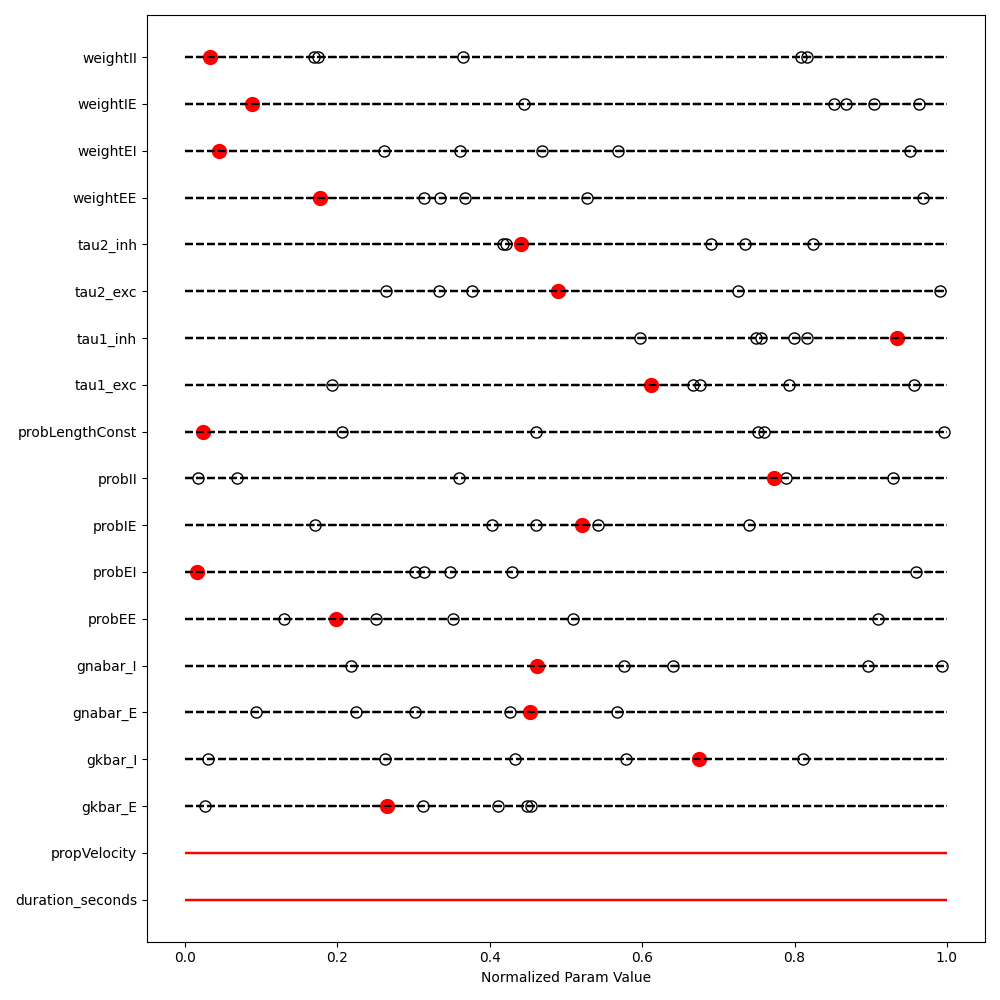 weightII
weightIE
weightEI
weightEE
tau2_inh
tau2_exc
tau1_inh
tau1_exc
probLengthConst
probII
probIE
probEI
probEE
gnabar_I
gnabar_E
gkbar_I
gkbar_E
propVelocity
duration_seconds
0.0 0.2 0.4 0.6 0.8 1.0
Normalized Param Value